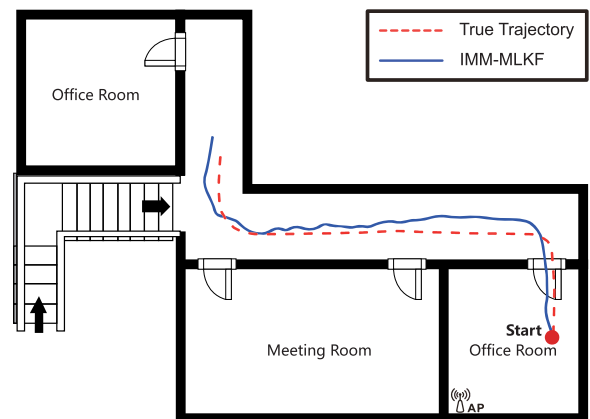 True Trajectory
IMM-MLKF
Office Room
Meeting Room
Start
Office Room
AP